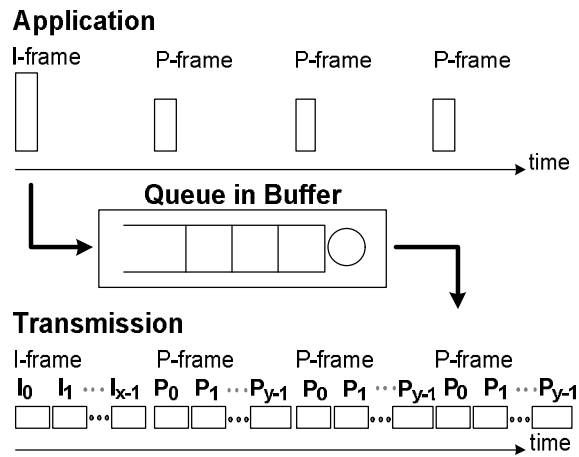 Application
I-frame P-frame P-frame P-frame
time
Queue in Buffer
Transmission
I-frame P-frame P-frame P-frame
I0 I1 ... Ix-1 P0 P1 ... Py-1 P0 P1 ... Py-1 P0 P1 ... Py-1
time